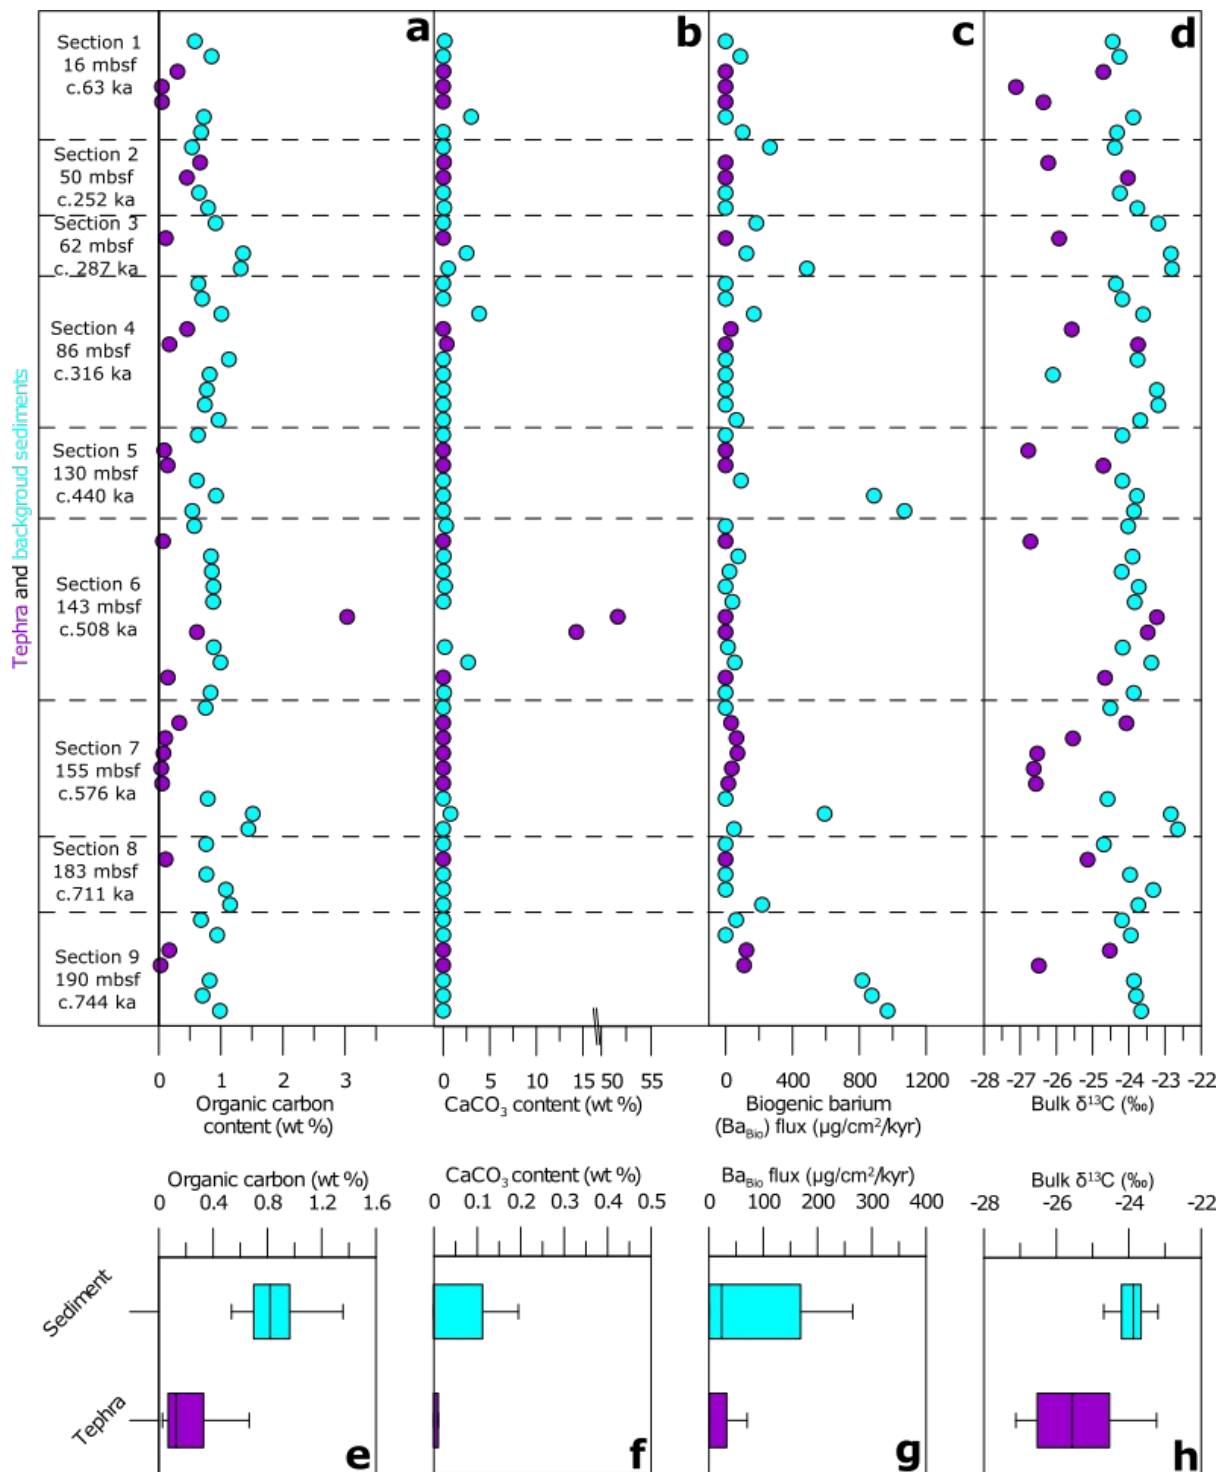 a
b
c
d
Section 1
16 mbsf
c.63 ka
Section 2
50 mbsf
c.252 ka
Section 3
62 mbsf
c. 287 ka
Section 4
86 mbsf
c.316 ka
Section 5
130 mbsf
c.440 ka
Section 6
143 mbsf
c.508 ka
Section 7
155 mbsf
c.576 ka
Section 8
183 mbsf
c.711 ka
Section 9
190 mbsf
c.744 ka
Tephra and backgroud sediments
0 1 2 3
Organic carbon
content (wt %)
0 5 10 15 50 55
CaCO₃ content (wt %)
0 400 800 1200
Biogenic barium
(Ba_Bio) flux (μg/cm²/kyr)
-28 -27 -26 -25 -24 -23 -22
Bulk δ¹³C (‰)
Organic carbon (wt %)
0 0.4 0.8 1.2 1.6
CaCO₃ content (wt %)
0 0.1 0.2 0.3 0.4 0.5
Ba_Bio flux (μg/cm²/kyr)
0 100 200 300 400
Bulk δ¹³C (‰)
-28 -26 -24 -22
Sediment
Tephra
e
f
g
h